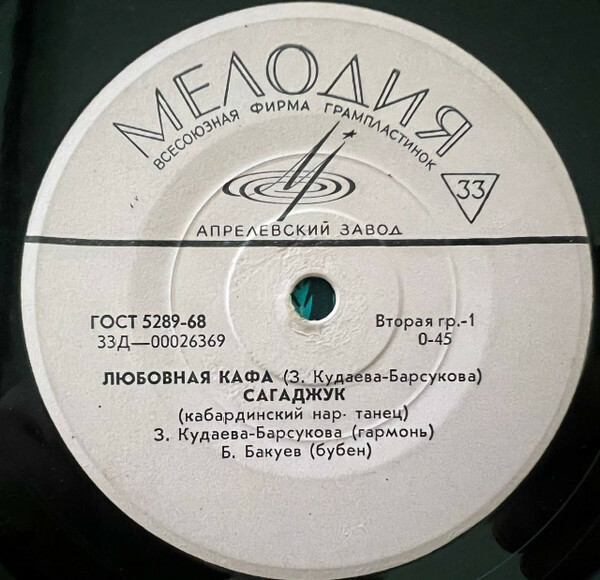 МЕЛОДИЯ
ВСЕСОЮЗНАЯ ФИРМА ГРАМПЛАСТИНОК
33
АПРЕЛЕВСКИЙ ЗАВОД
ГОСТ 5289-68
Вторая гр.-1
33Д—00026369
0-45
ЛЮБОВНАЯ КАФА (З. Кудаева-Барсукова)
САГАДЖУК
(кабардинский нар. танец)
З. Кудаева-Барсукова (гармонь)
Б. Бакуев (бубен)